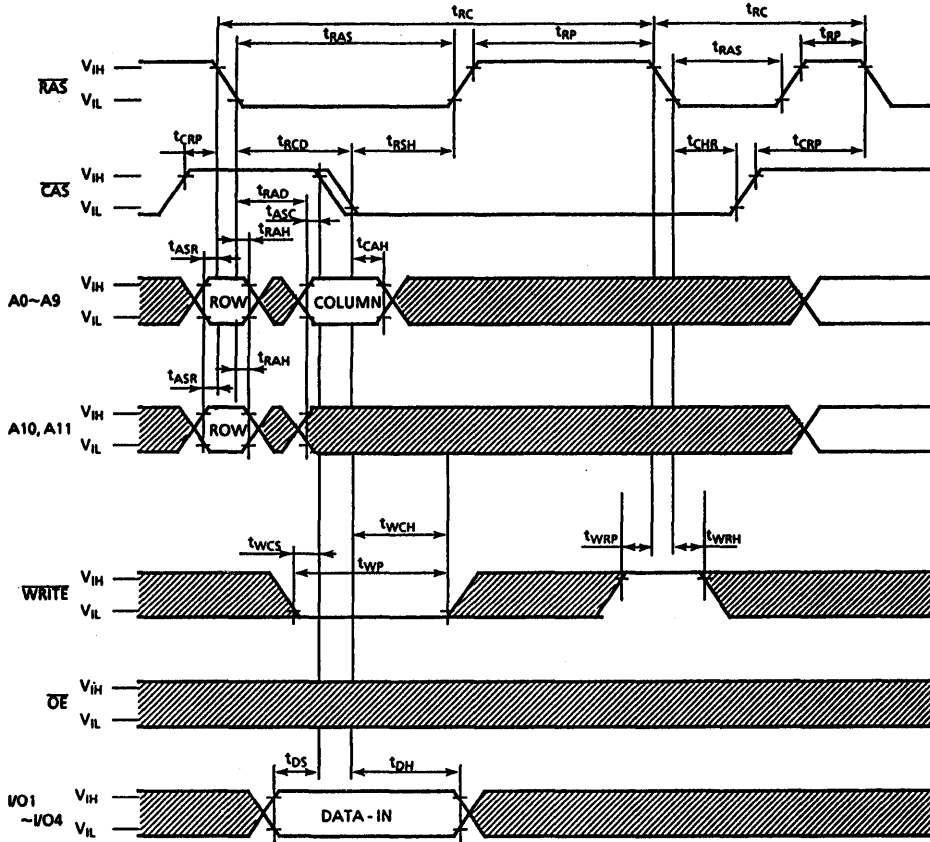 tRC tRC
tRAS tRP tRAS tRP
RAS VIH VIL
tCRP tRCD tRSH tCHR tCRP
CAS VIH VIL
tRAD
tASC
tASR tRAH tCAH
A0~A9 VIH VIL ROW COLUMN
tASR tRAH
A10, A11 VIH VIL ROW
tWCS tWCH tWP tWRP tWRH
WRITE VIH VIL
OE VIH VIL
tDS tDH
I/O1 ~I/O4 VIH VIL DATA - IN